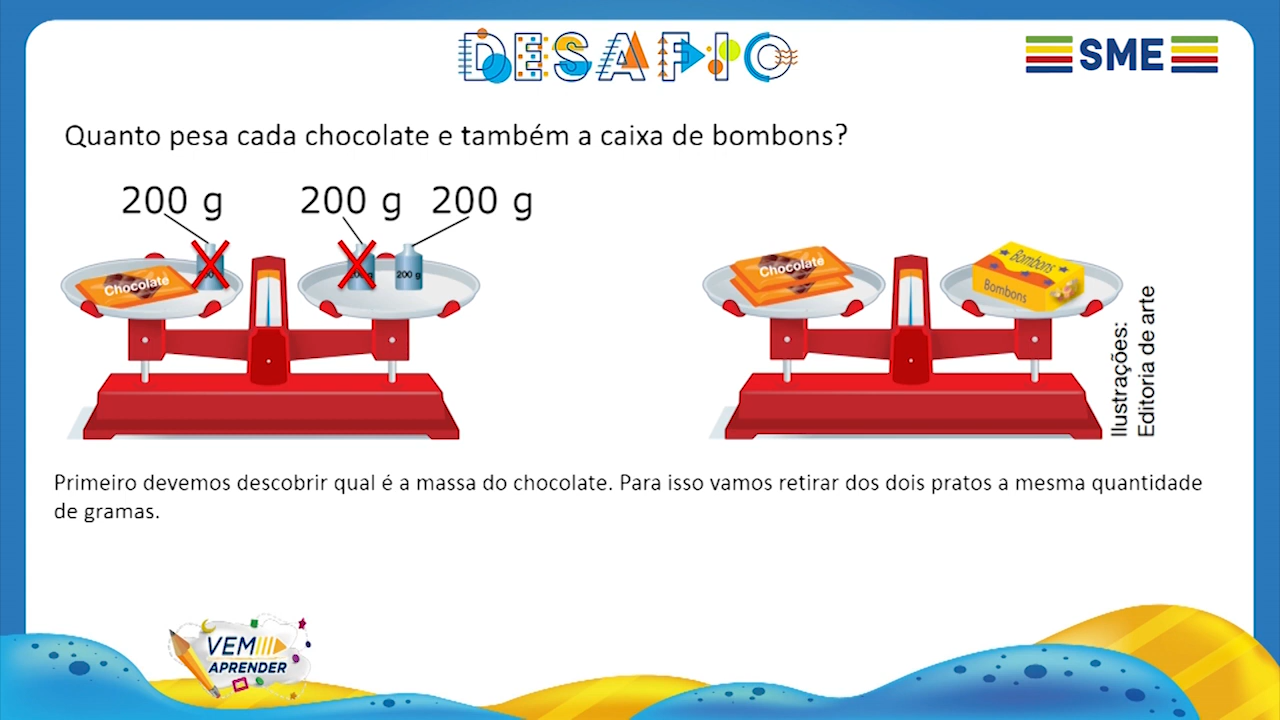 DESAFIO
SME
Quanto pesa cada chocolate e também a caixa de bombons?
200 g
200 g
200 g
Chocolate
200 g
Chocolate
Bombons
Bombons
Ilustrações:
Editoria de arte
Primeiro devemos descobrir qual é a massa do chocolate. Para isso vamos retirar dos dois pratos a mesma quantidade
de gramas.
VEM
APRENDER